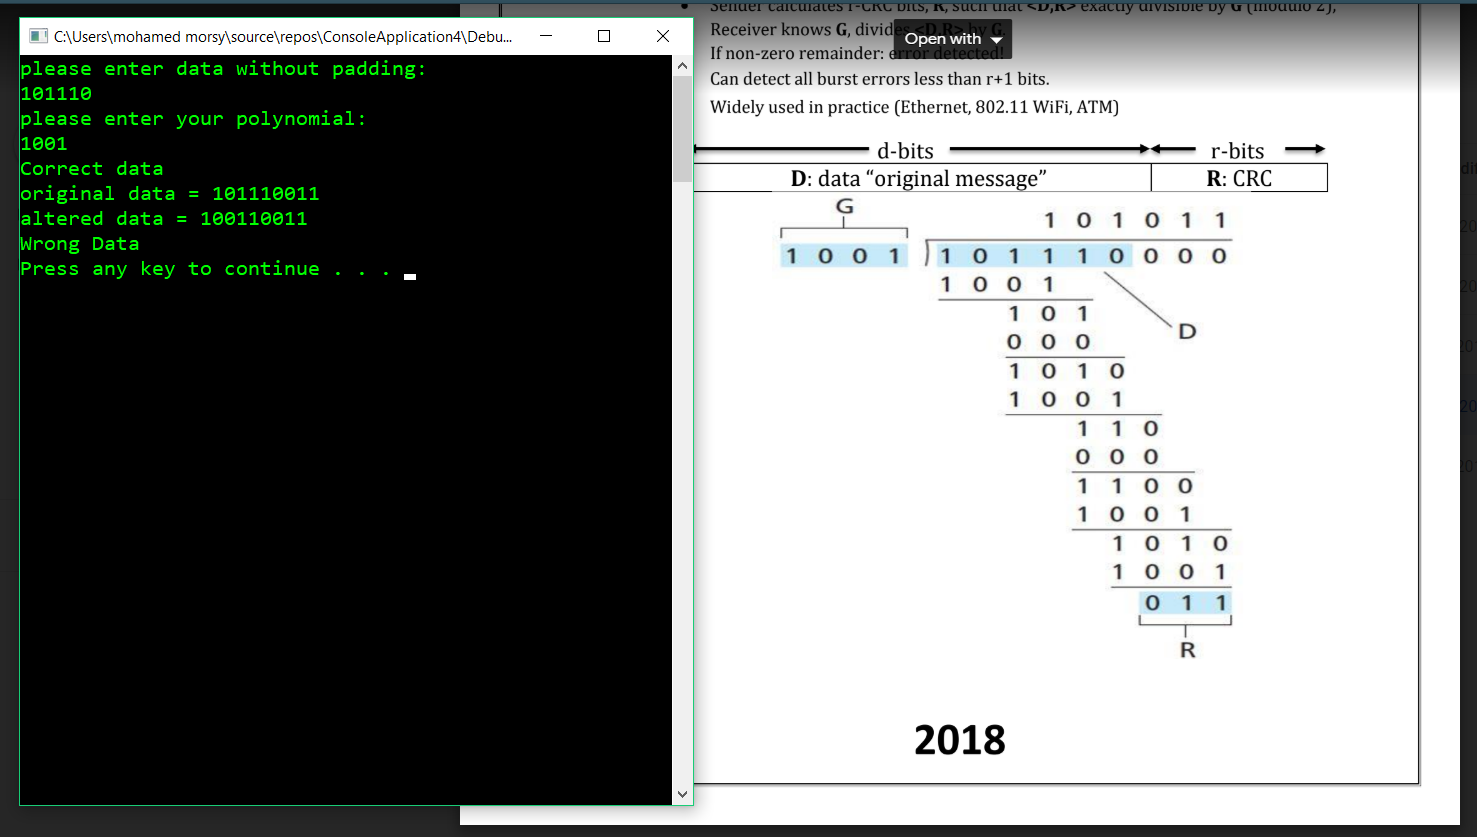 C:\Users\mohamed morsy\source\repos\ConsoleApplication4\Debu...
please enter data without padding:
101110
please enter your polynomial:
1001
Correct data
original data = 101110011
altered data = 100110011
Wrong Data
Press any key to continue . . .
Sender calculates r-CRC bits, R, such that <D,R> exactly divisible by G (modulo 2),
Receiver knows G, divides <D,R> by G.
Open with
If non-zero remainder: error detected!
Can detect all burst errors less than r+1 bits.
Widely used in practice (Ethernet, 802.11 WiFi, ATM)
d-bits r-bits
D: data “original message” R: CRC
G
1 0 1 0 1 1
1 0 0 1 1 0 1 1 1 0 0 0 0
1 0 0 1
1 0 1
D
0 0 0
1 0 1 0
1 0 0 1
1 1 0
0 0 0
1 1 0 0
1 0 0 1
1 0 1 0
1 0 0 1
0 1 1
R
2018